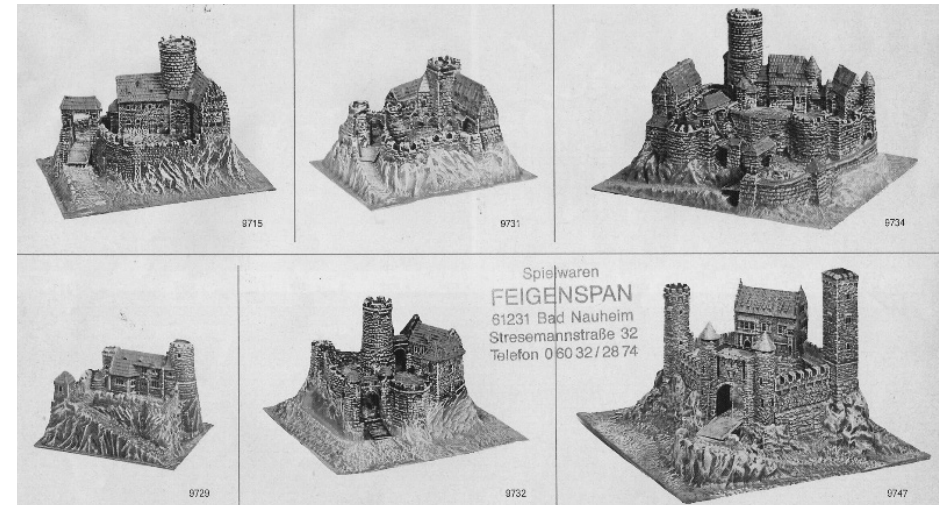 9715
9731
9734
Spielwaren
FEIGENSPAN
61231 Bad Nauheim
Stresemannstraße 32
Telefon 0 60 32 / 28 74
9729
9732
9747